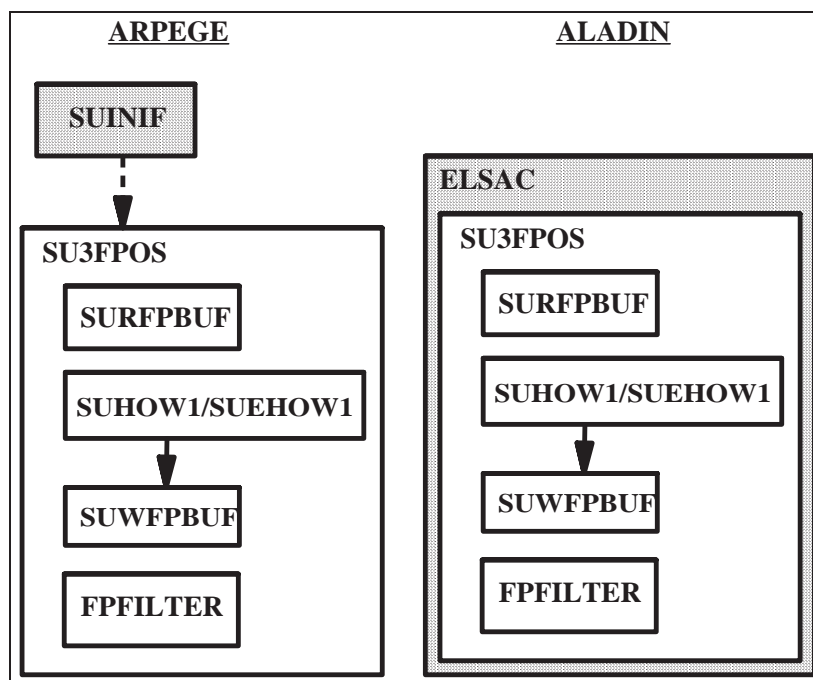 ARPEGE
SUINIF
SU3FPOS
SURFPBUF
SUHOW1/SUEHOW1
SUWFPBUF
FPFILTER
ALADIN
ELSAC
SU3FPOS
SURFPBUF
SUHOW1/SUEHOW1
SUWFPBUF
FPFILTER